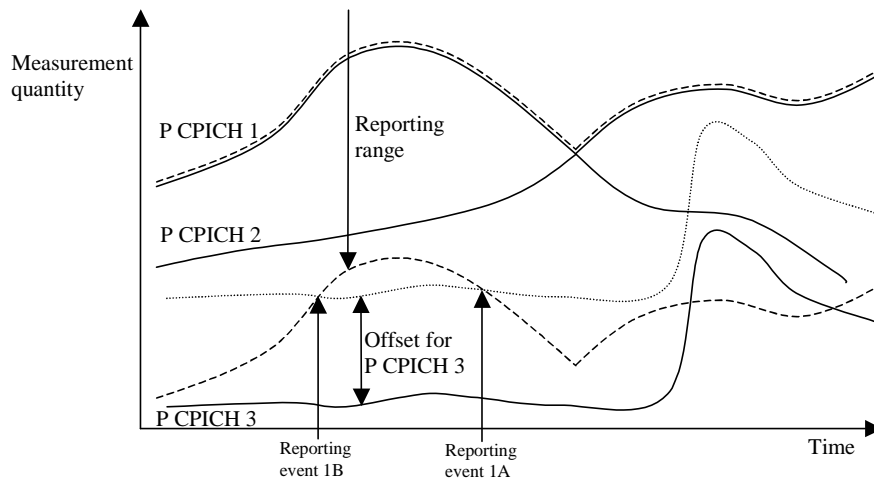 Measurement
quantity
P CPICH 1
Reporting
range
P CPICH 2
Offset for
P CPICH 3
P CPICH 3
Time
Reporting
event 1B
Reporting
event 1A